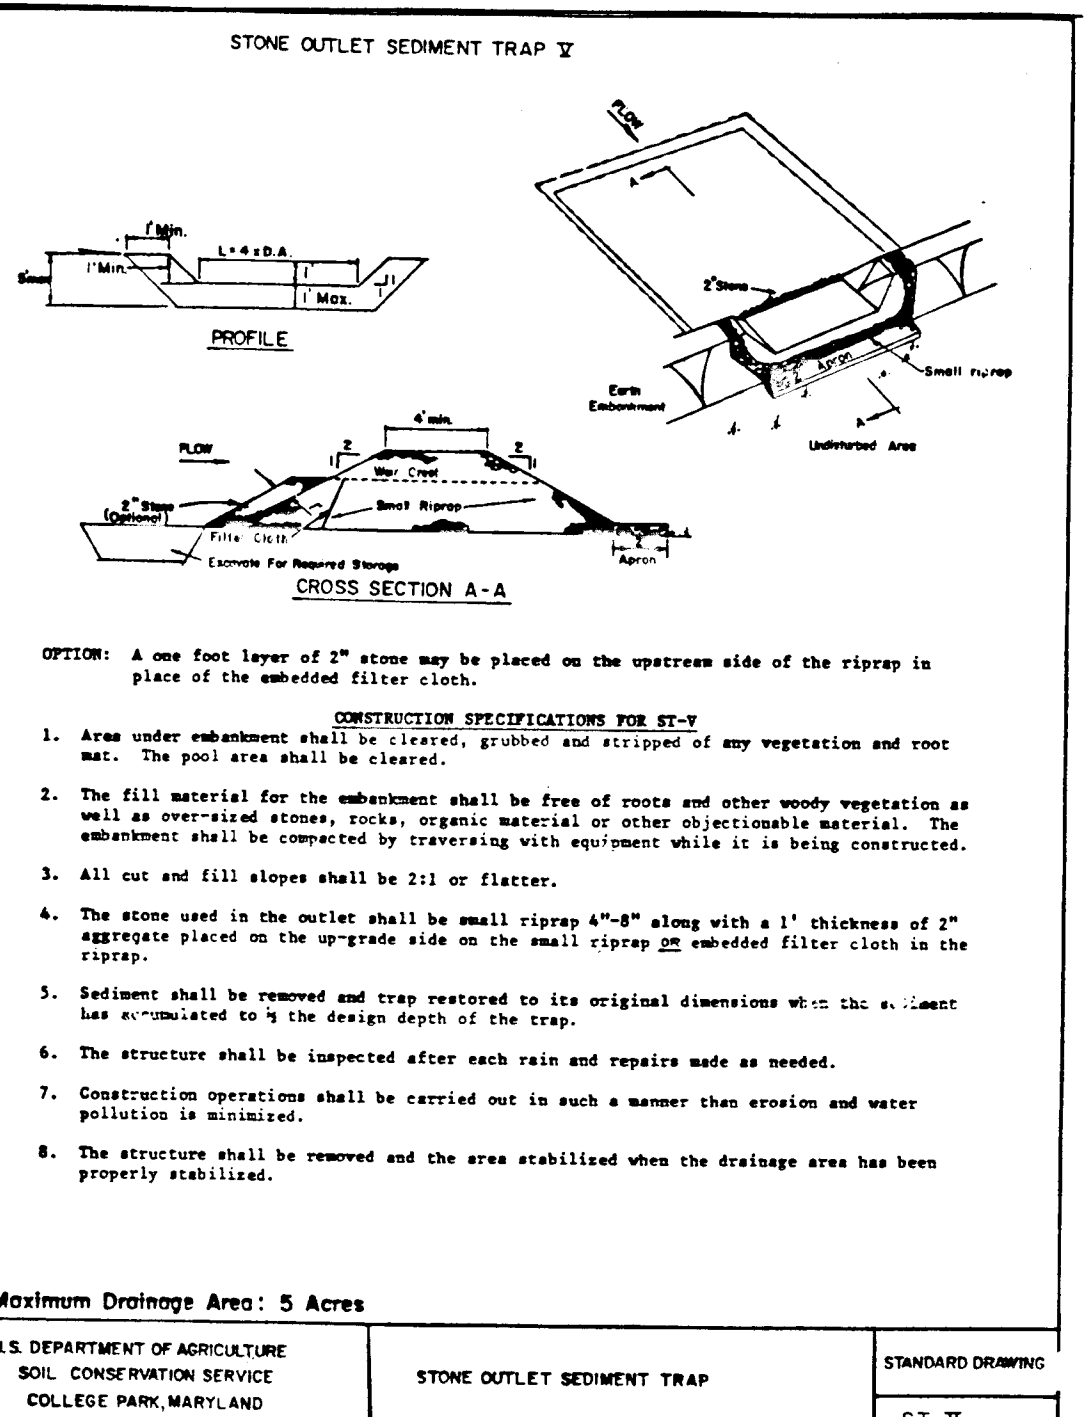 STONE OUTLET SEDIMENT TRAP V
FLOW
A
1' Min.
L = 4 x D.A.
1' Min.
1'
1
1
5' max
1' Max.
PROFILE
2" Stone
Apron
Small riprap
Earth
Embankment
A
Undisturbed Area
4' min.
FLOW
2
1
2
1
Weir Crest
2" Stone
(Optional)
Small Riprap
Filter Cloth
2
Apron
Excavate For Required Storage
CROSS SECTION A-A
OPTION: A one foot layer of 2" stone may be placed on the upstream side of the riprap in
place of the embedded filter cloth.
CONSTRUCTION SPECIFICATIONS FOR ST-V
1. Area under embankment shall be cleared, grubbed and stripped of any vegetation and root
mat. The pool area shall be cleared.
2. The fill material for the embankment shall be free of roots and other woody vegetation as
well as over-sized stones, rocks, organic material or other objectionable material. The
embankment shall be compacted by traversing with equipment while it is being constructed.
3. All cut and fill slopes shall be 2:1 or flatter.
4. The stone used in the outlet shall be small riprap 4"-8" along with a 1' thickness of 2"
aggregate placed on the up-grade side on the small riprap OR embedded filter cloth in the
riprap.
5. Sediment shall be removed and trap restored to its original dimensions when the sediment
has accumulated to ½ the design depth of the trap.
6. The structure shall be inspected after each rain and repairs made as needed.
7. Construction operations shall be carried out in such a manner than erosion and water
pollution is minimized.
8. The structure shall be removed and the area stabilized when the drainage area has been
properly stabilized.
Maximum Drainage Area: 5 Acres
U.S. DEPARTMENT OF AGRICULTURE
SOIL CONSERVATION SERVICE
COLLEGE PARK, MARYLAND
STONE OUTLET SEDIMENT TRAP
STANDARD DRAWING
ST-V